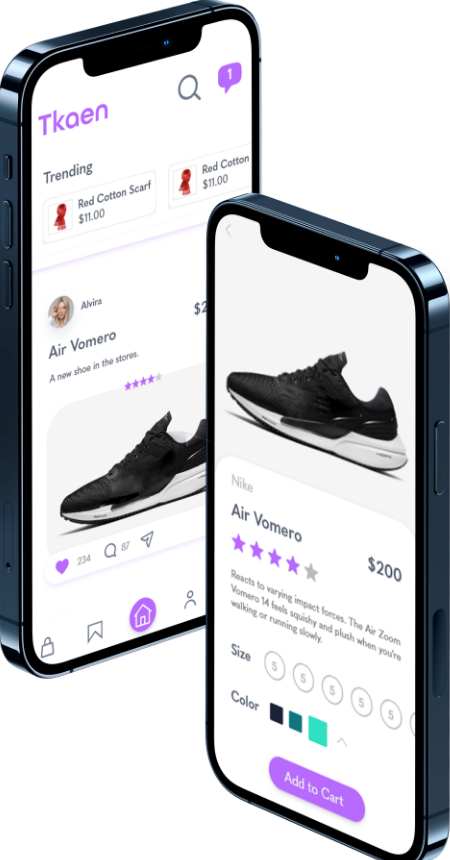 1
Tkaen
Trending
Red Cotton Scarf
$11.00
Red Cotton
$11.00
Alvira
$2
Air Vomero
A new shoe in the stores.
234
87
Nike
Air Vomero
$200
Reacts to varying impact forces. The Air Zoom
Vomero 14 feels squishy and plush when you're
walking or running slowly.
Size
5
5
5
5
5
Color
Add to Cart